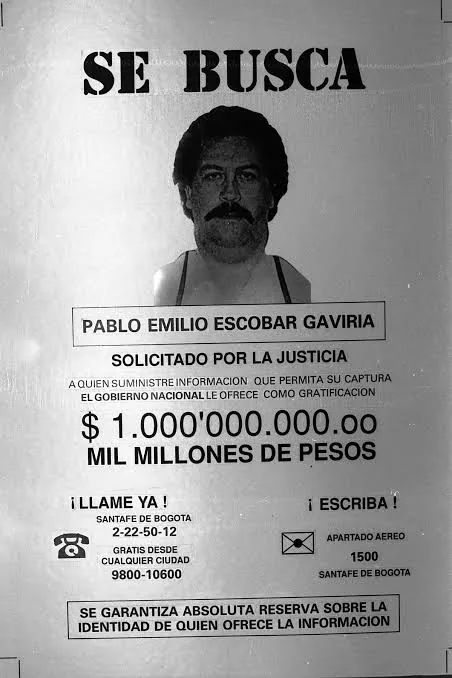 SE BUSCA
PABLO EMILIO ESCOBAR GAVIRIA
SOLICITADO POR LA JUSTICIA
A QUIEN SUMINISTRE INFORMACION QUE PERMITA SU CAPTURA
EL GOBIERNO NACIONAL LE OFRECE COMO GRATIFICACION
$ 1.000'000.000.oo
MIL MILLONES DE PESOS
¡ LLAME YA !
SANTAFE DE BOGOTA
2-22-50-12
GRATIS DESDE
CUALQUIER CIUDAD
9800-10600
¡ ESCRIBA !
APARTADO AEREO
1500
SANTAFE DE BOGOTA
SE GARANTIZA ABSOLUTA RESERVA SOBRE LA
IDENTIDAD DE QUIEN OFRECE LA INFORMACION